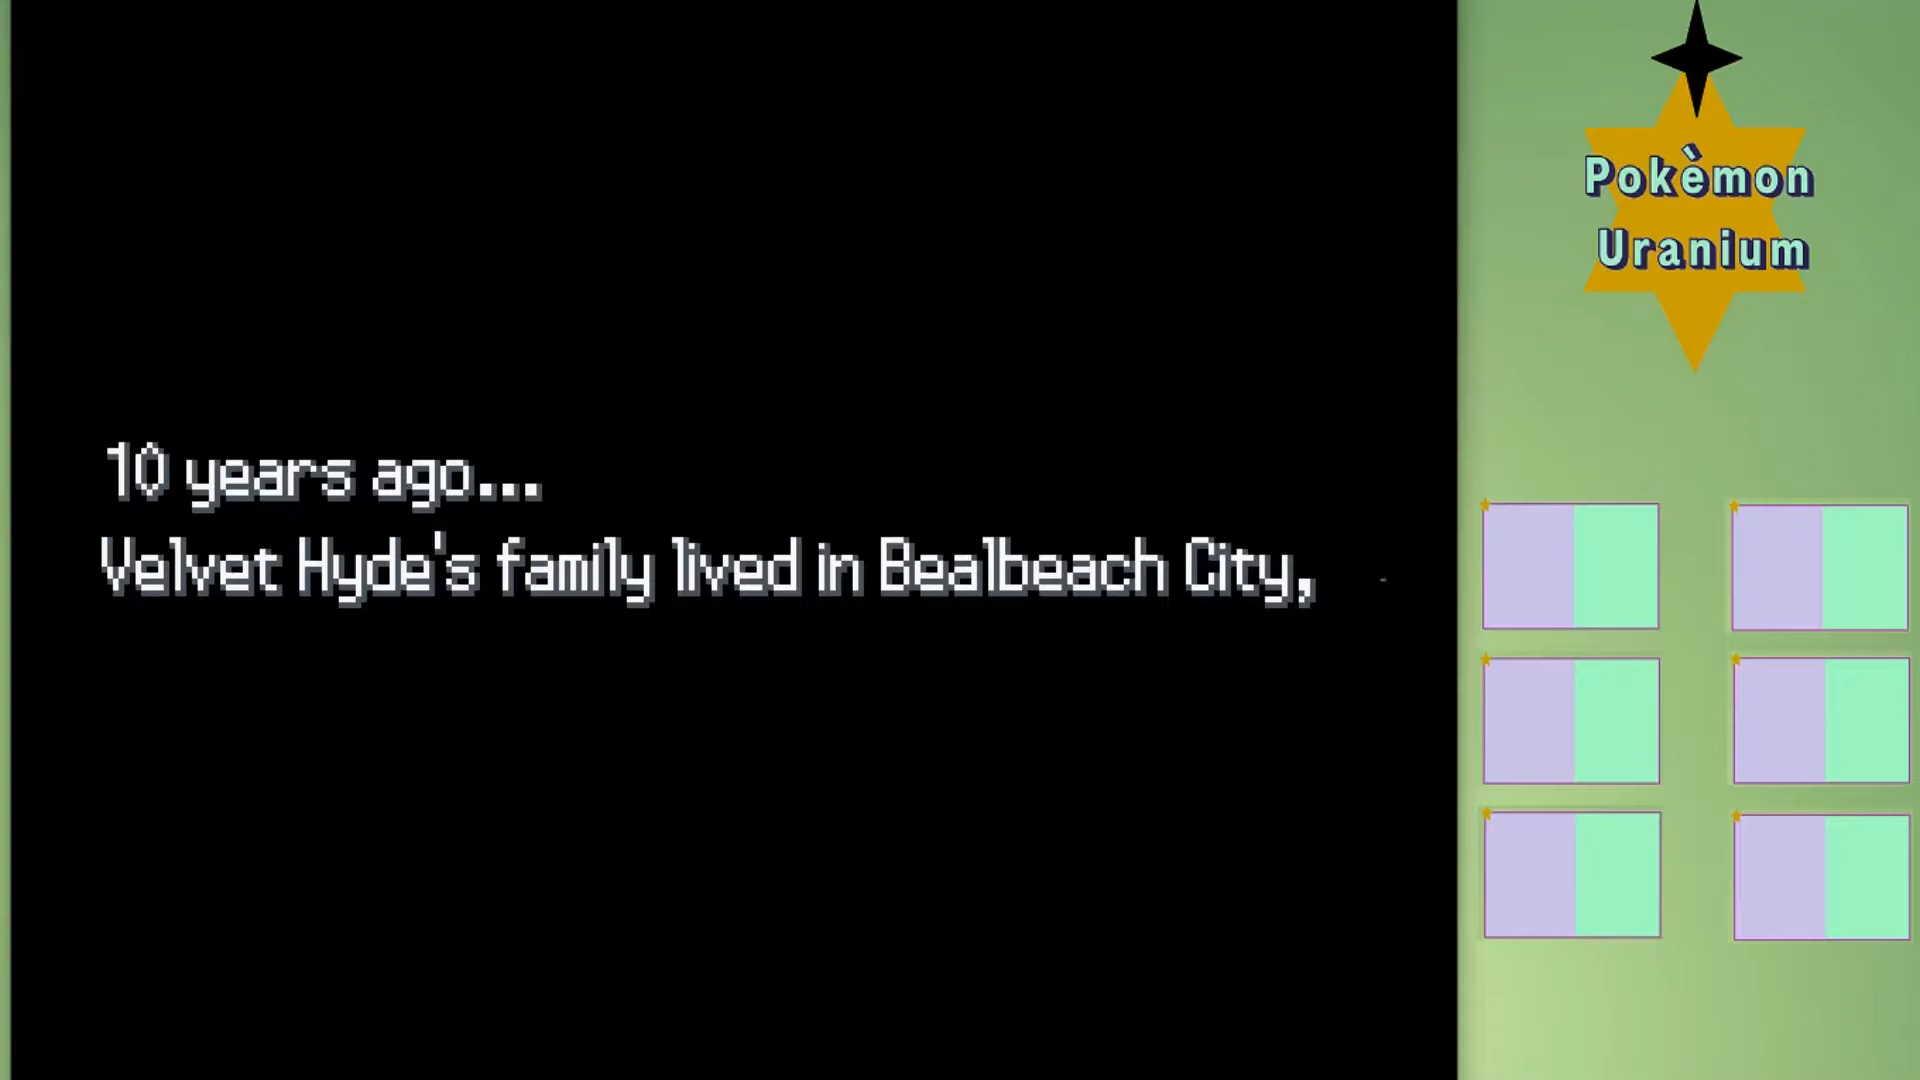 10 years ago...
Velvet Hyde's family lived in Bealbeach City,
Pokèmon
Uranium